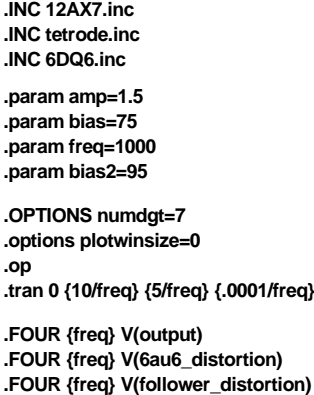 .INC 12AX7.inc
.INC tetrode.inc
.INC 6DQ6.inc
.param amp=1.5
.param bias=75
.param freq=1000
.param bias2=95
.OPTIONS numdgt=7
.options plotwinsize=0
.op
.tran 0 {10/freq} {5/freq} {.0001/freq}
.FOUR {freq} V(output)
.FOUR {freq} V(6au6_distortion)
.FOUR {freq} V(follower_distortion)